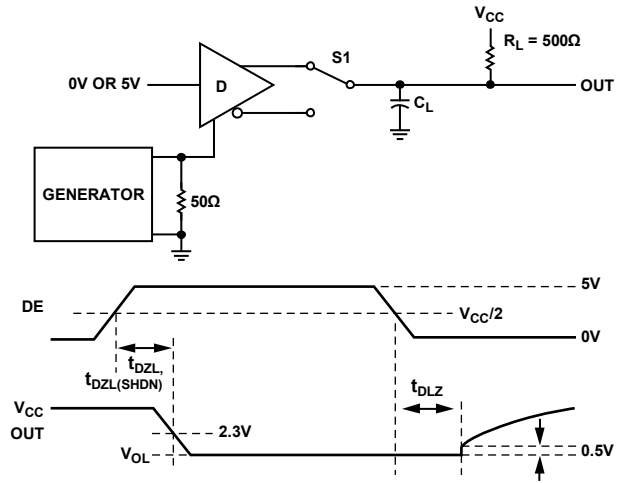 V_CC
R_L = 500Ω
S1
0V OR 5V
D
OUT
C_L
GENERATOR
50Ω
5V
DE
V_CC/2
0V
t_DZL,
t_DZL(SHDN)
t_DLZ
V_CC
OUT
2.3V
V_OL
0.5V